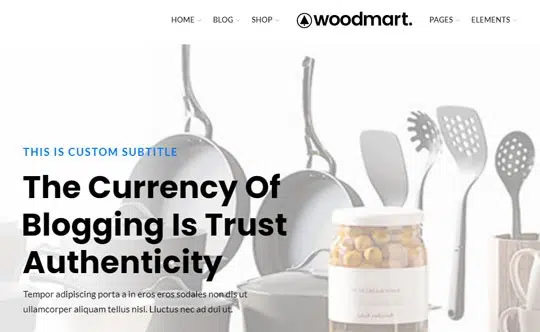 HOME
BLOG
SHOP
woodmart.
PAGES
ELEMENTS
THIS IS CUSTOM SUBTITLE
The Currency Of
Blogging Is Trust
Authenticity
Tempor adipiscing porta a in eros eros sodales non dis ut
ullamcorper aliquam tellus nisi. Lluctus nec ad dui ut.